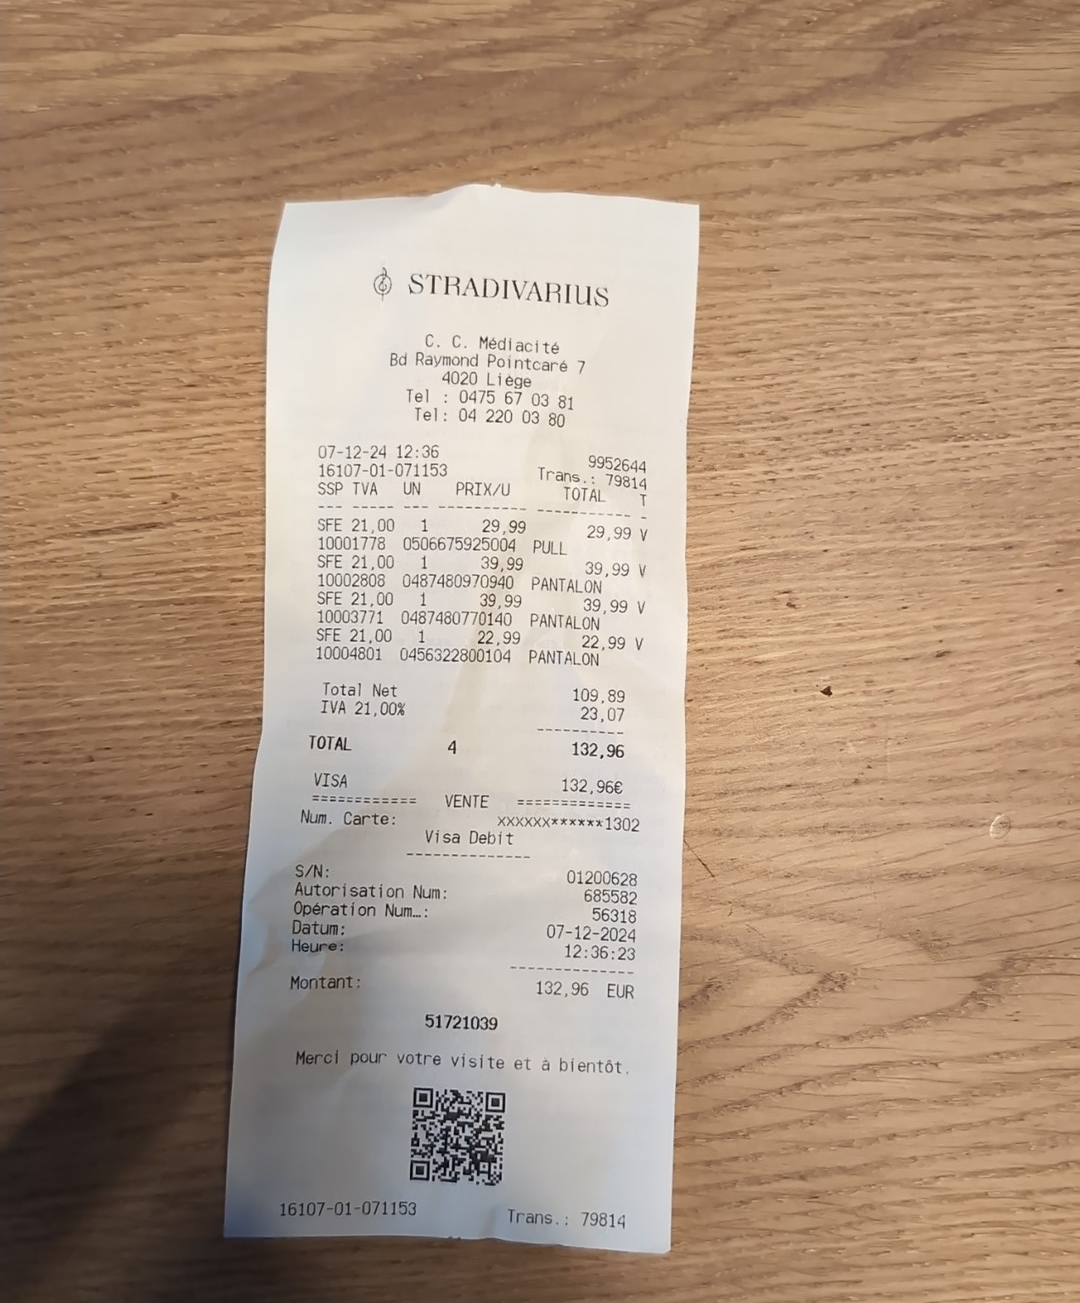 STRADIVARIUS
C. C. Médiacité
Bd Raymond Pointcaré 7
4020 Liège
Tel : 0475 67 03 81
Tel: 04 220 03 80
07-12-24 12:36 9952644
16107-01-071153 Trans.: 79814
SSP TVA UN PRIX/U TOTAL T
--- ----- --- ---------- ----------- -
SFE 21,00 1 29,99 29,99 V
10001778 0506675925004 PULL
SFE 21,00 1 39,99 39,99 V
10002808 0487480970940 PANTALON
SFE 21,00 1 39,99 39,99 V
10003771 0487480770140 PANTALON
SFE 21,00 1 22,99 22,99 V
10004801 0456322800104 PANTALON
Total Net 109,89
IVA 21,00% 23,07
----------
TOTAL 4 132,96
VISA 132,96€
============ VENTE =============
Num. Carte: XXXXXX******1302
Visa Debit
--------------
S/N: 01200628
Autorisation Num: 685582
Opération Num…: 56318
Datum: 07-12-2024
Heure: 12:36:23
--------------
Montant: 132,96 EUR
51721039
Merci pour votre visite et à bientôt.
16107-01-071153 Trans.: 79814